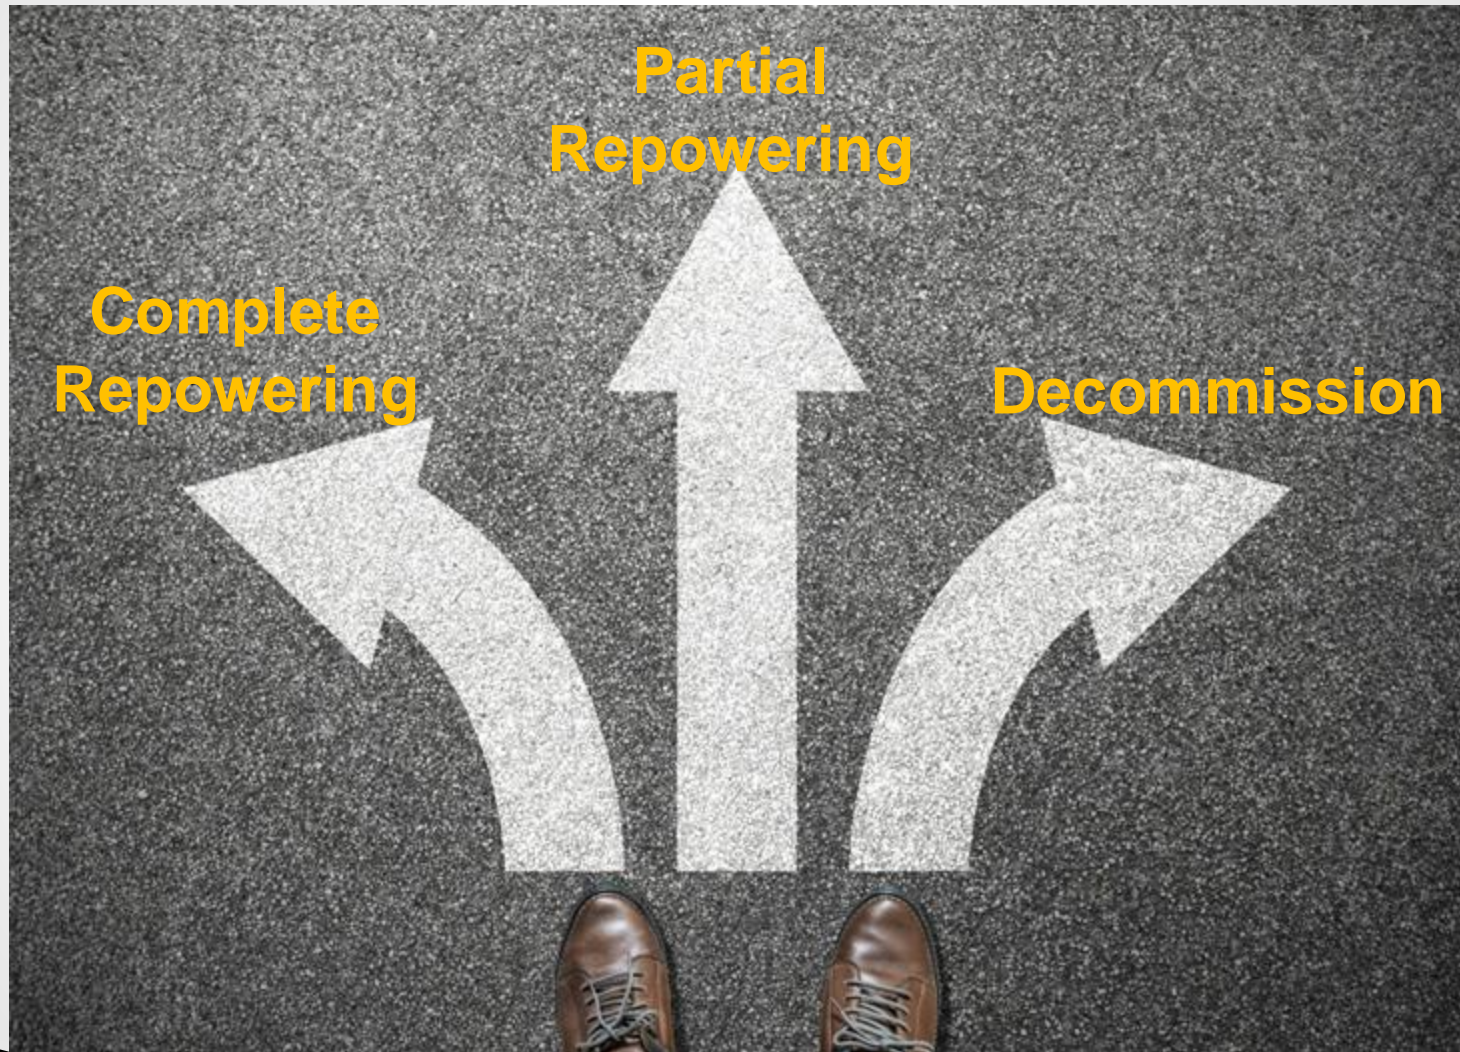 Partial
Repowering
Complete
Repowering
Decommission